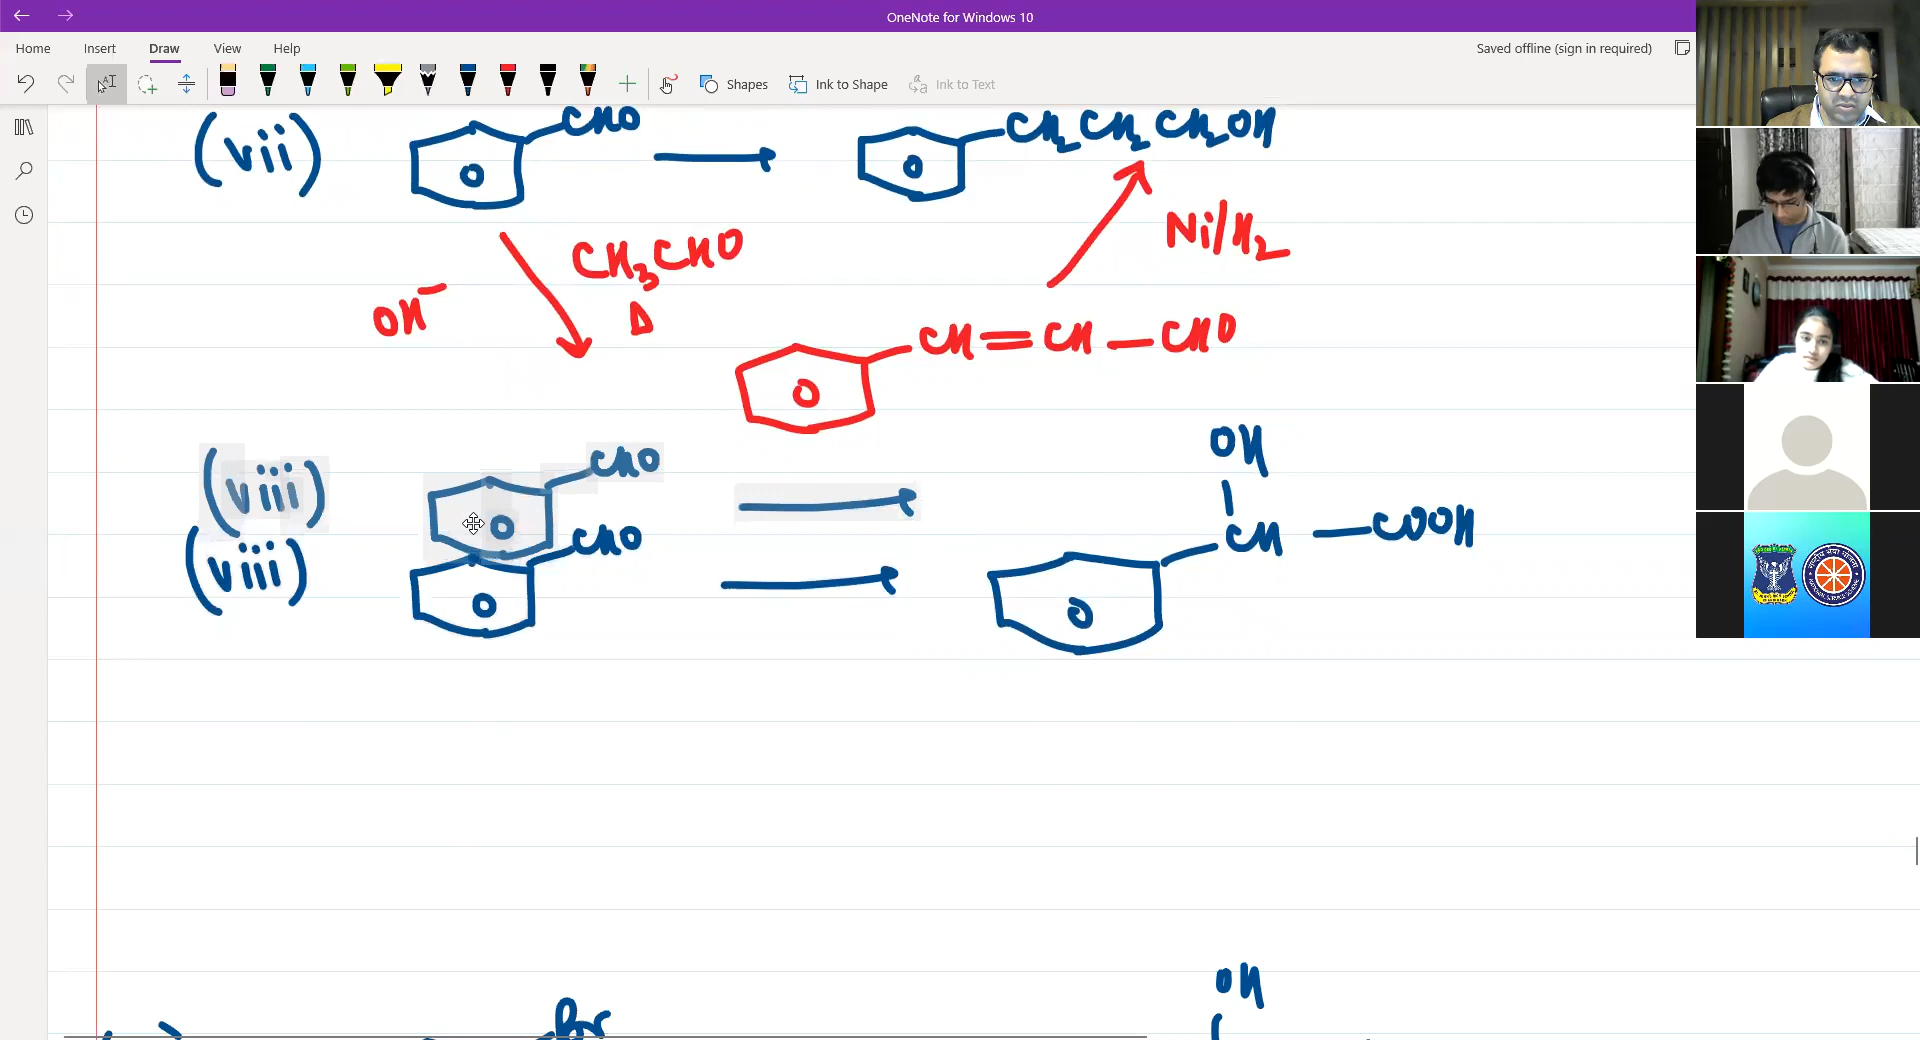 OneNote for Windows 10
Home Insert Draw View Help
Saved offline (sign in required)
Shapes Ink to Shape Ink to Text
(vii) CHO CH2CH2CH2OH
Ni/H2
CH3CHO
OH-
Δ
CH=CH—CHO
OH
(viii) CHO
CH—COOH
(viii) CHO
OH
Br